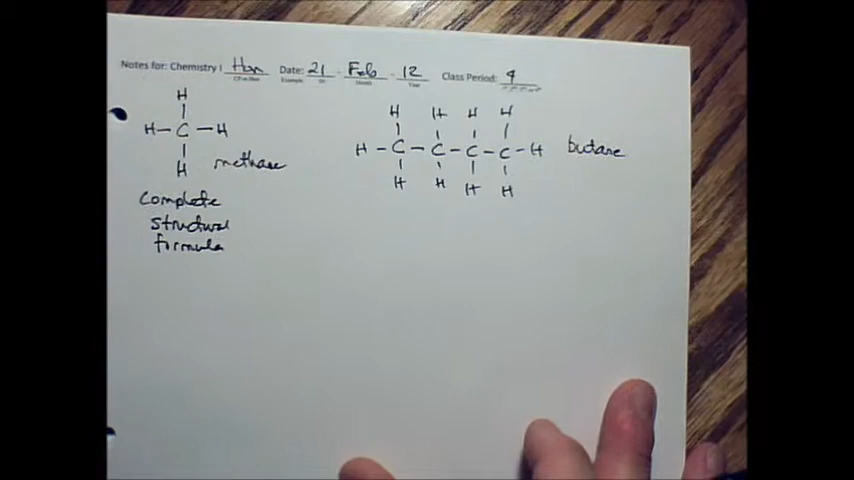 Notes for: Chemistry I Hon Date: 21 - Feb - 12 Class Period: 4
H
|
H - C - H
|
H methane
Complete
structural
formula
H H H H
| | | |
H - C - C - C - C - H butane
| | | |
H H H H